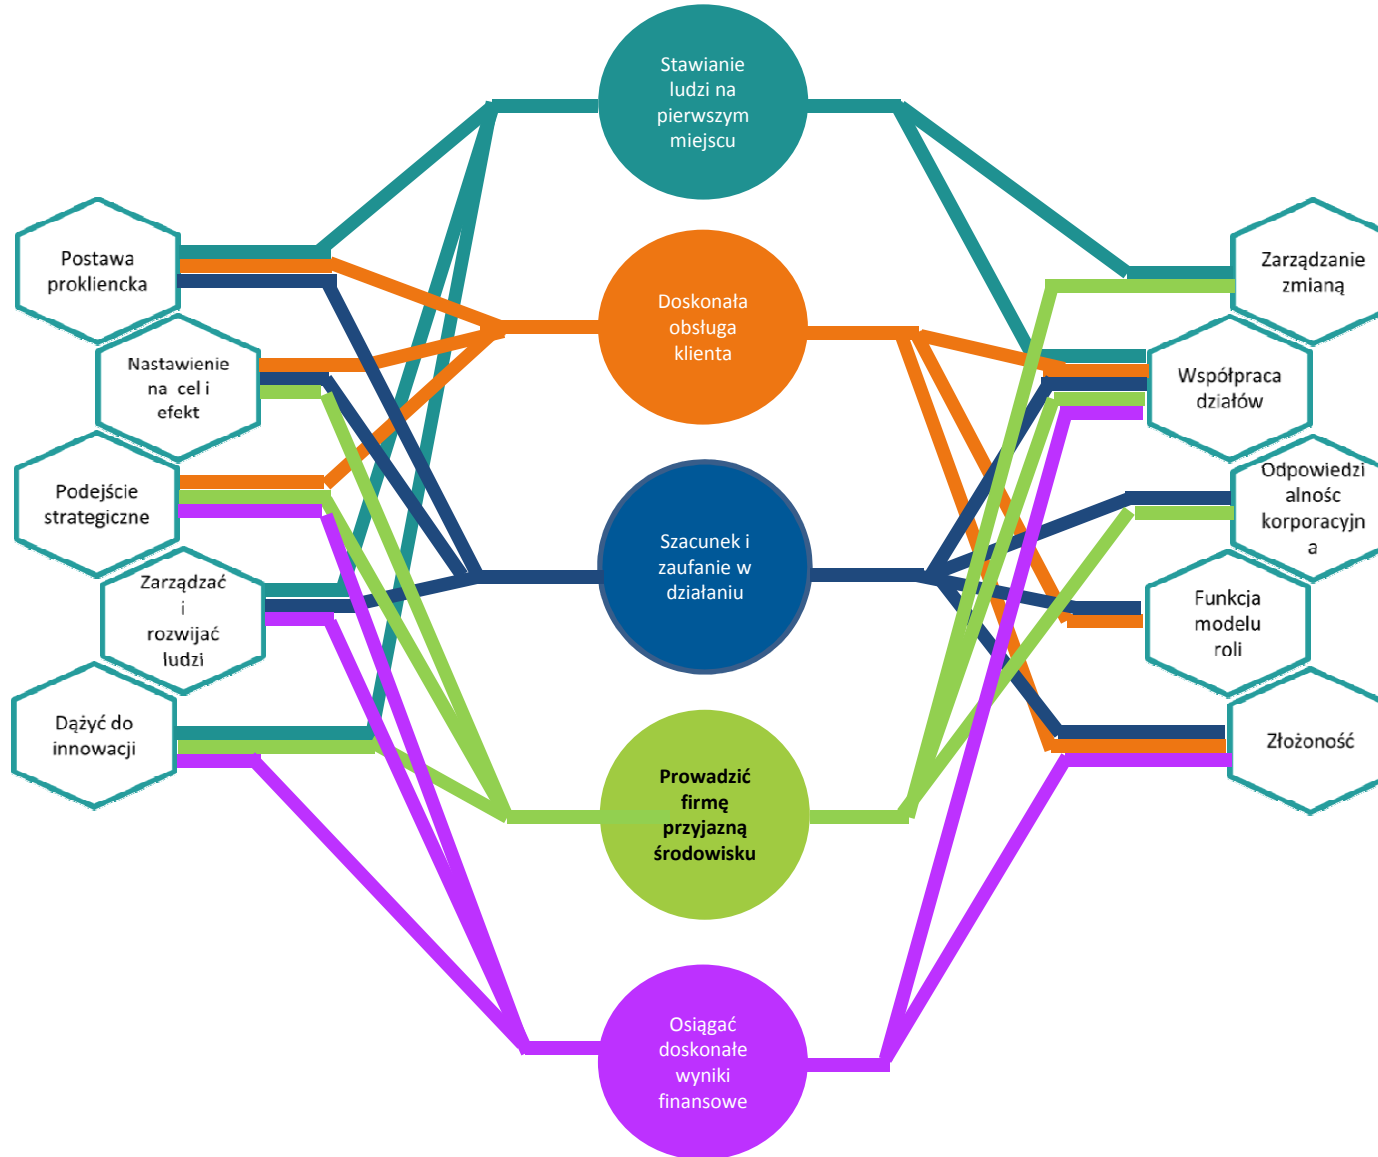 Stawianie
ludzi na
pierwszym
miejscu
Postawa
prokliencka
Nastawienie
na cel i
efekt
Podejście
strategiczne
Zarządzać
i
rozwijać
ludzi
Dążyć do
innowacji
Doskonała
obsługa
klienta
Szacunek i
zaufanie w
działaniu
Prowadzić
firmę
przyjazną
środowisku
Osiągać
doskonałe
wyniki
finansowe
Zarządzanie
zmianą
Współpraca
działów
Odpowiedzi
alnośc
korporacyjn
a
Funkcja
modelu
roli
Złożoność